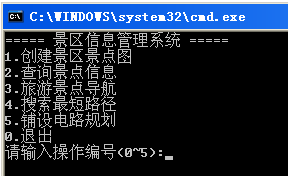 C:\WINDOWS\system32\cmd.exe
===== 景区信息管理系统 =====
1.创建景区景点图
2.查询景点信息
3.旅游景点导航
4.搜索最短路径
5.铺设电路规划
0.退出
请输入操作编号(0~5):_